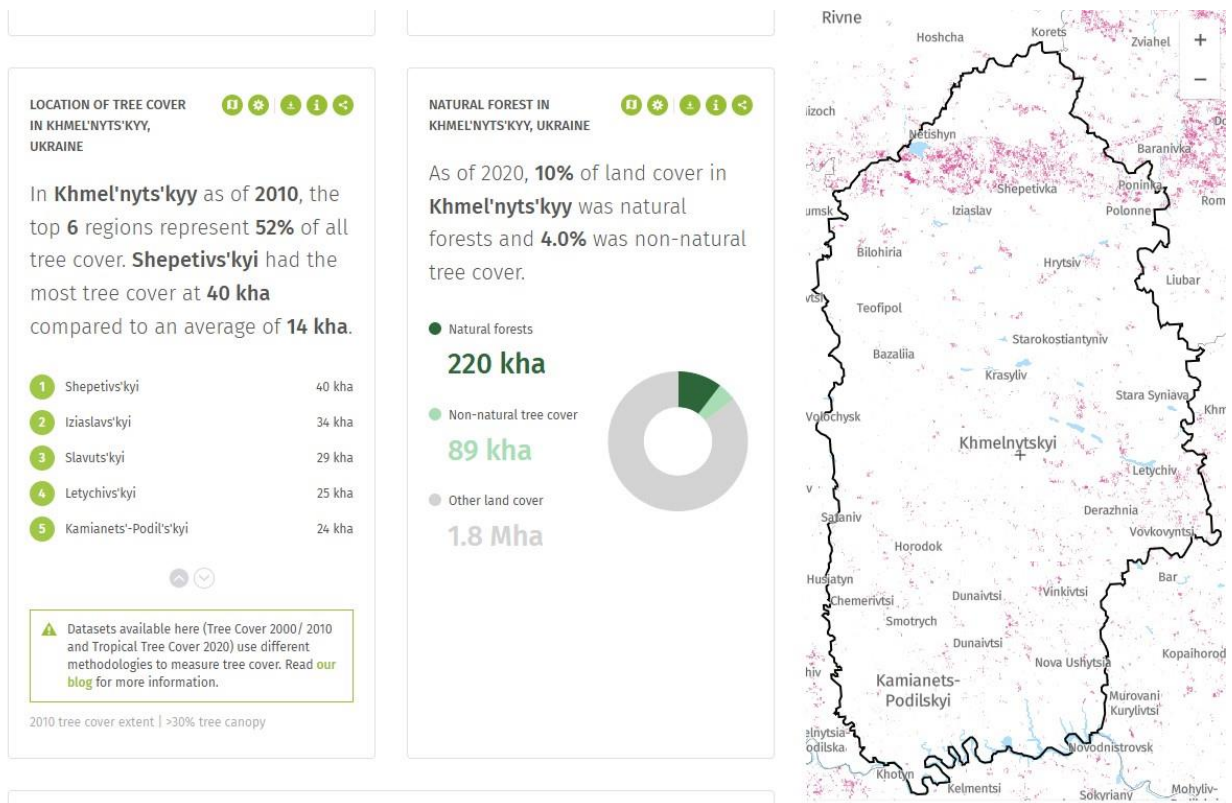 LOCATION OF TREE COVER
IN KHMEL'NYTS'KYY,
UKRAINE
In Khmel'nyts'kyy as of 2010, the
top 6 regions represent 52% of all
tree cover. Shepetivs'kyi had the
most tree cover at 40 kha
compared to an average of 14 kha.
1 Shepetivs'kyi 40 kha
2 Iziaslavs'kyi 34 kha
3 Slavuts'kyi 29 kha
4 Letychivs'kyi 25 kha
5 Kamianets'-Podil's'kyi 24 kha
Datasets available here (Tree Cover 2000/ 2010
and Tropical Tree Cover 2020) use different
methodologies to measure tree cover. Read our
blog for more information.
2010 tree cover extent | >30% tree canopy
NATURAL FOREST IN
KHMEL'NYTS'KYY, UKRAINE
As of 2020, 10% of land cover in
Khmel'nyts'kyy was natural
forests and 4.0% was non-natural
tree cover.
Natural forests
220 kha
Non-natural tree cover
89 kha
Other land cover
1.8 Mha
Rivne
Korets
Hoshcha
Zviahel
+
−
izoch
Netishyn
Baranivka
Shepetivka
Poninka
Rom
umsk
Iziaslav
Polonne
Bilohiria
Hrytsiv
Liubar
Teofipol
Starokostiantyniv
Bazaliia
Krasyliv
Stara Syniava
Khm
Volochysk
Khmelnytskyi
Letychiv
Derazhnia
Sataniv
Vovkovyntsi
Horodok
Husiatyn
Bar
Chemerivtsi
Dunaivtsi
Vinkivtsi
Smotrych
Dunaivtsi
Kopaihorod
Nova Ushytsia
hiv
Kamianets-
Podilskyi
Murovani
Kurylivtsi
elnytsia-
odilska
Novodnistrovsk
Khotyn
Kelmentsi
Sokyriany
Mohyliv-